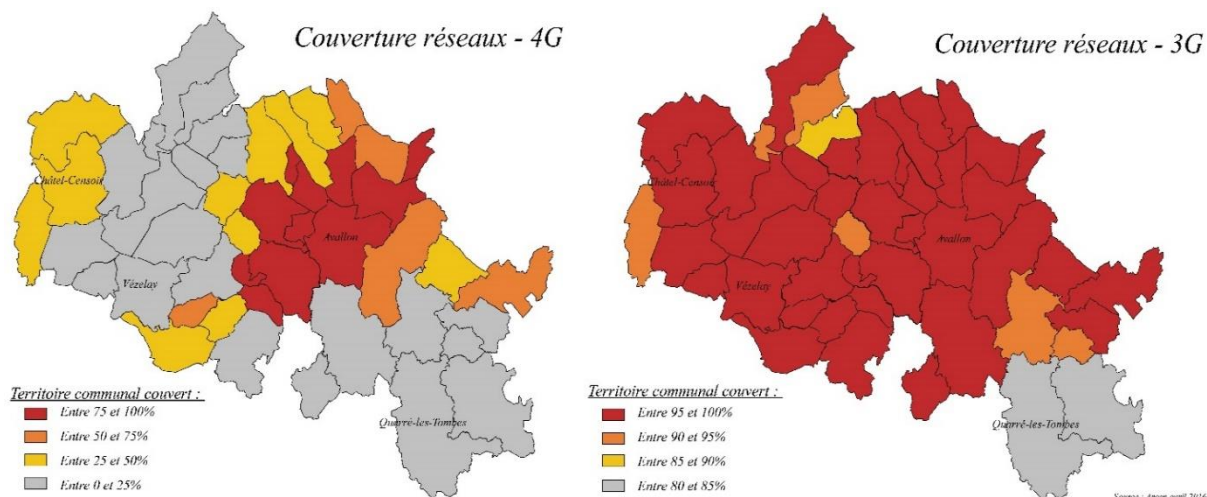 Couverture réseaux - 4G
Châtel-Censoir
Avallon
Vézelay
Quarré-les-Tombes
Territoire communal couvert :
Entre 75 et 100%
Entre 50 et 75%
Entre 25 et 50%
Entre 0 et 25%
Couverture réseaux - 3G
Châtel-Censoir
Avallon
Vézelay
Quarré-les-Tombes
Territoire communal couvert :
Entre 95 et 100%
Entre 90 et 95%
Entre 85 et 90%
Entre 80 et 85%